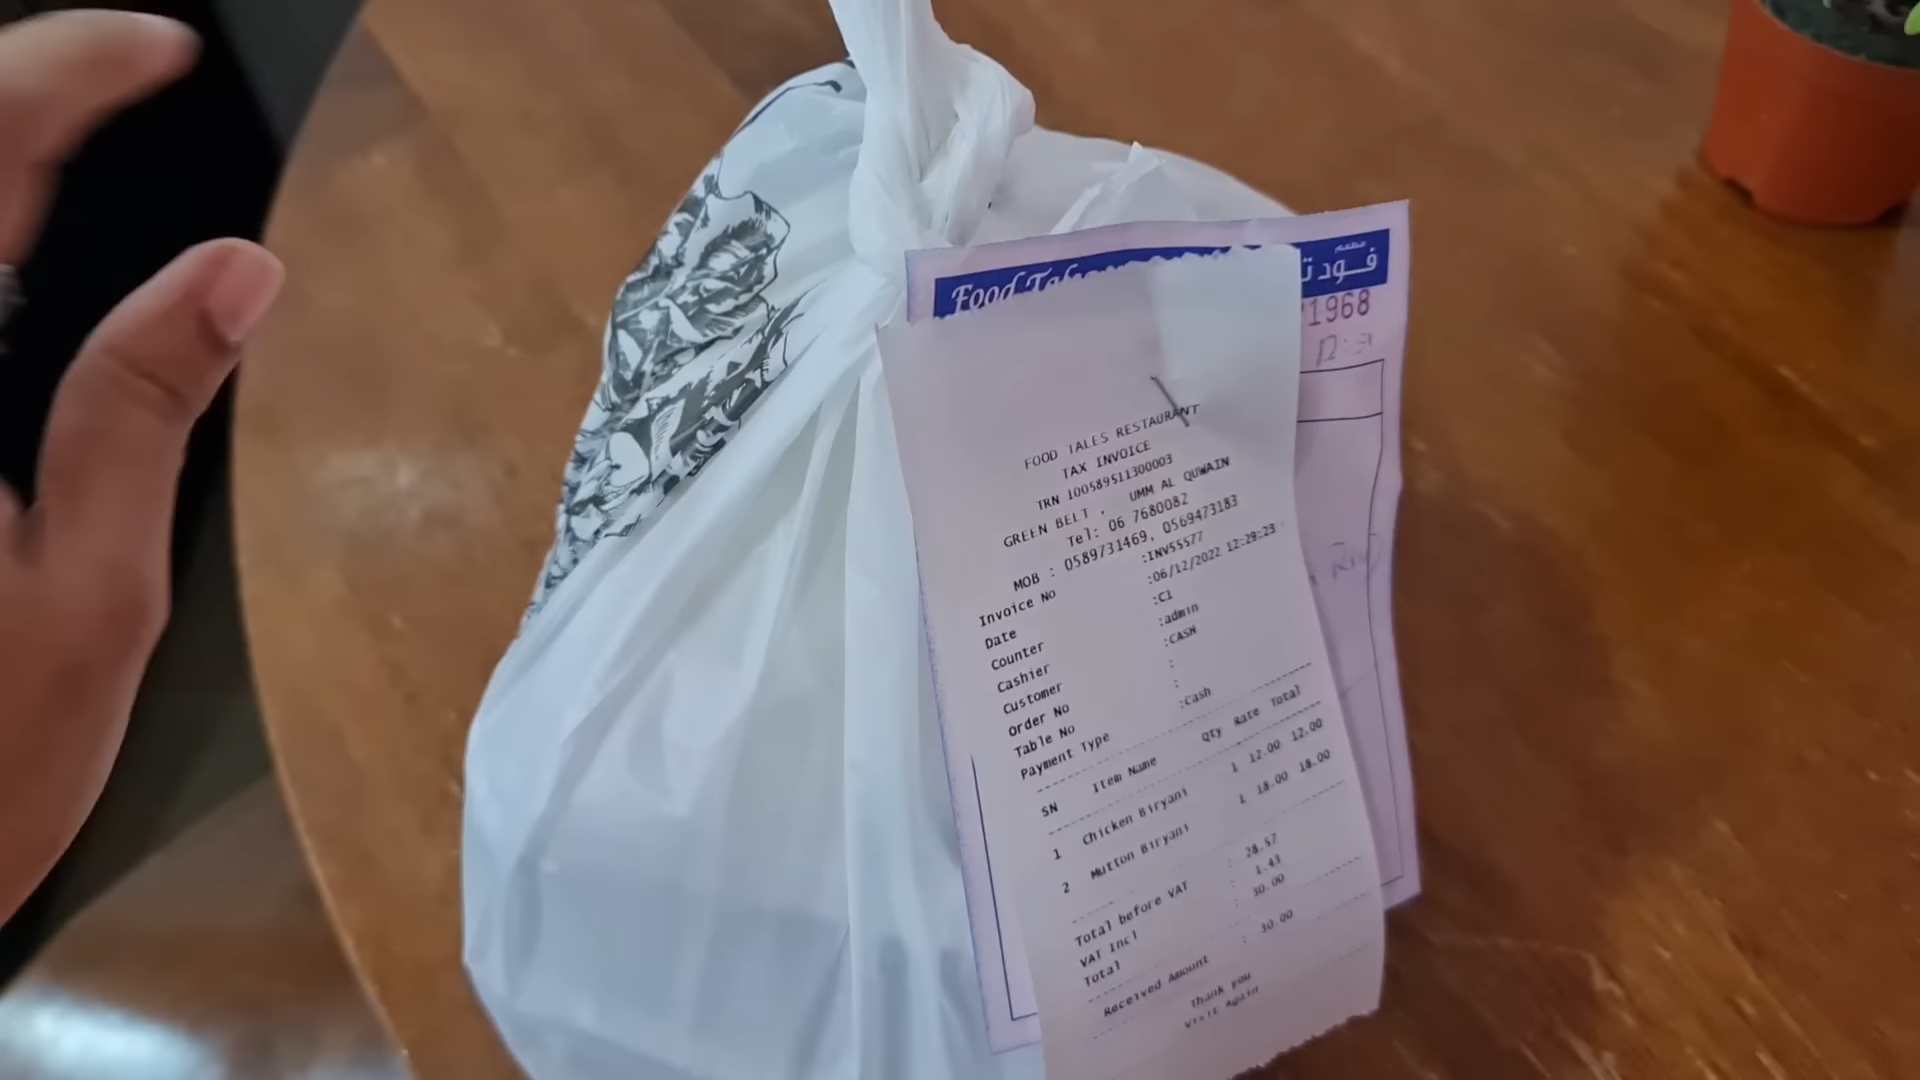 Food Tales
مطعم
فود
1968
FOOD TALES RESTAURANT
TAX INVOICE
TRN 100589511300003
GREEN BELT , UMM AL QUWAIN
Tel: 06 7680082
MOB : 0589731469, 0569473183
Invoice No :INV55577
Date :06/12/2022 12:29:23
Counter :C1
Cashier :admin
Customer :CASH
Order No :
Table No :
Payment Type :Cash
SN Item Name Qty Rate Total
1 Chicken Biryani 1 12.00 12.00
2 Mutton Biryani 1 18.00 18.00
Total before VAT : 28.57
VAT Incl : 1.43
Total : 30.00
Received Amount : 30.00
Thank you
Visit Again